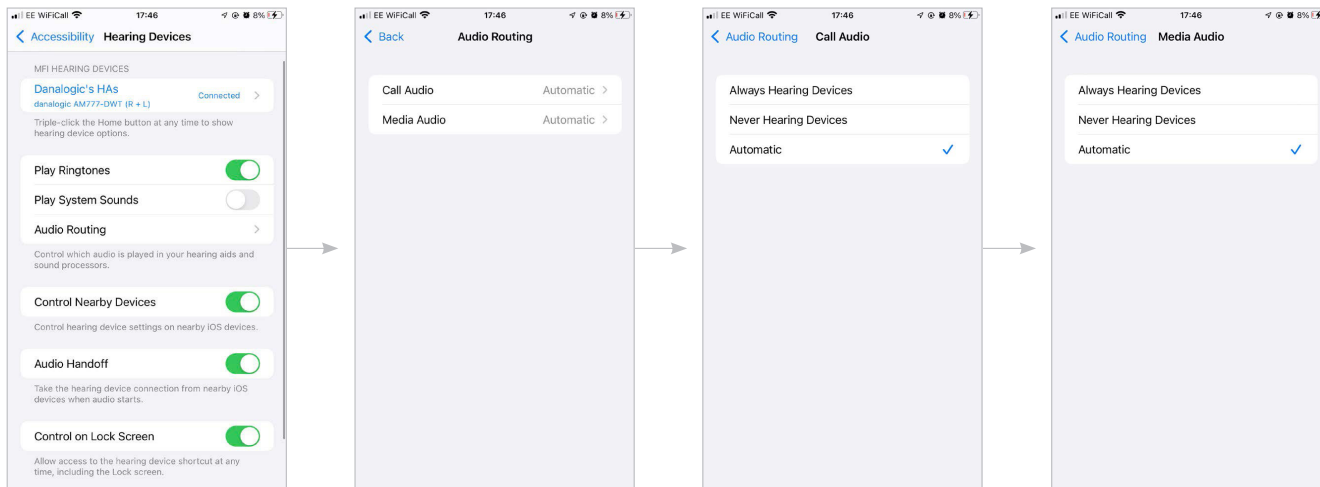 EE WiFiCall 17:46 8%
Accessibility Hearing Devices
MFI HEARING DEVICES
Danalogic's HAs
danalogic AM777-DWT (R + L)
Connected
Triple-click the Home button at any time to show
hearing device options.
Play Ringtones
Play System Sounds
Audio Routing
Control which audio is played in your hearing aids and
sound processors.
Control Nearby Devices
Control hearing device settings on nearby iOS devices.
Audio Handoff
Take the hearing device connection from nearby iOS
devices when audio starts.
Control on Lock Screen
Allow access to the hearing device shortcut at any
time, including the Lock screen.
EE WiFiCall 17:46 8%
Back Audio Routing
Call Audio Automatic
Media Audio Automatic
EE WiFiCall 17:46 8%
Audio Routing Call Audio
Always Hearing Devices
Never Hearing Devices
Automatic
EE WiFiCall 17:46 8%
Audio Routing Media Audio
Always Hearing Devices
Never Hearing Devices
Automatic